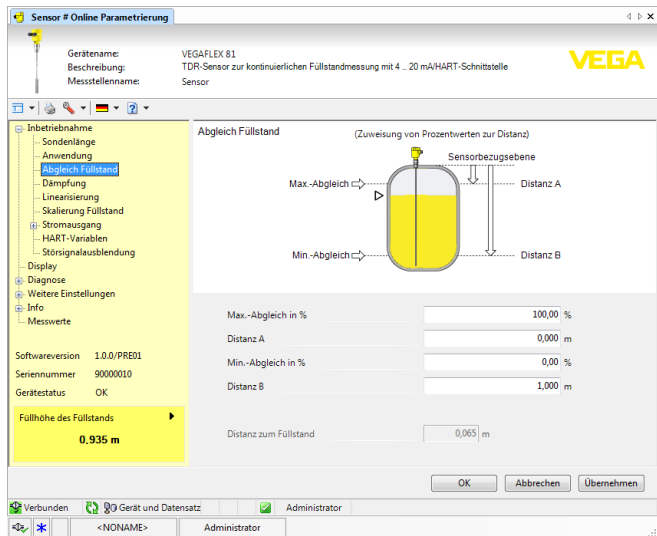 Sensor # Online Parametrierung
Gerätename: VEGAFLEX 81
Beschreibung: TDR-Sensor zur kontinuierlichen Füllstandmessung mit 4 .. 20 mA/HART-Schnittstelle
Messstellenname: Sensor
VEGA
Inbetriebnahme
Sondenlänge
Anwendung
Abgleich Füllstand
Dämpfung
Linearisierung
Skalierung Füllstand
Stromausgang
HART-Variablen
Störsignalausblendung
Display
Diagnose
Weitere Einstellungen
Info
Messwerte
Softwareversion 1.0.0/PRE01
Seriennummer 90000010
Gerätestatus OK
Füllhöhe des Füllstands
0,935 m
Abgleich Füllstand
(Zuweisung von Prozentwerten zur Distanz)
Sensorbezugsebene
Max.-Abgleich
Distanz A
Min.-Abgleich
Distanz B
Max.-Abgleich in % 100,00 %
Distanz A 0,000 m
Min.-Abgleich in % 0,00 %
Distanz B 1,000 m
Distanz zum Füllstand 0,065 m
OK Abbrechen Übernehmen
Verbunden Gerät und Datensatz Administrator
<NONAME> Administrator